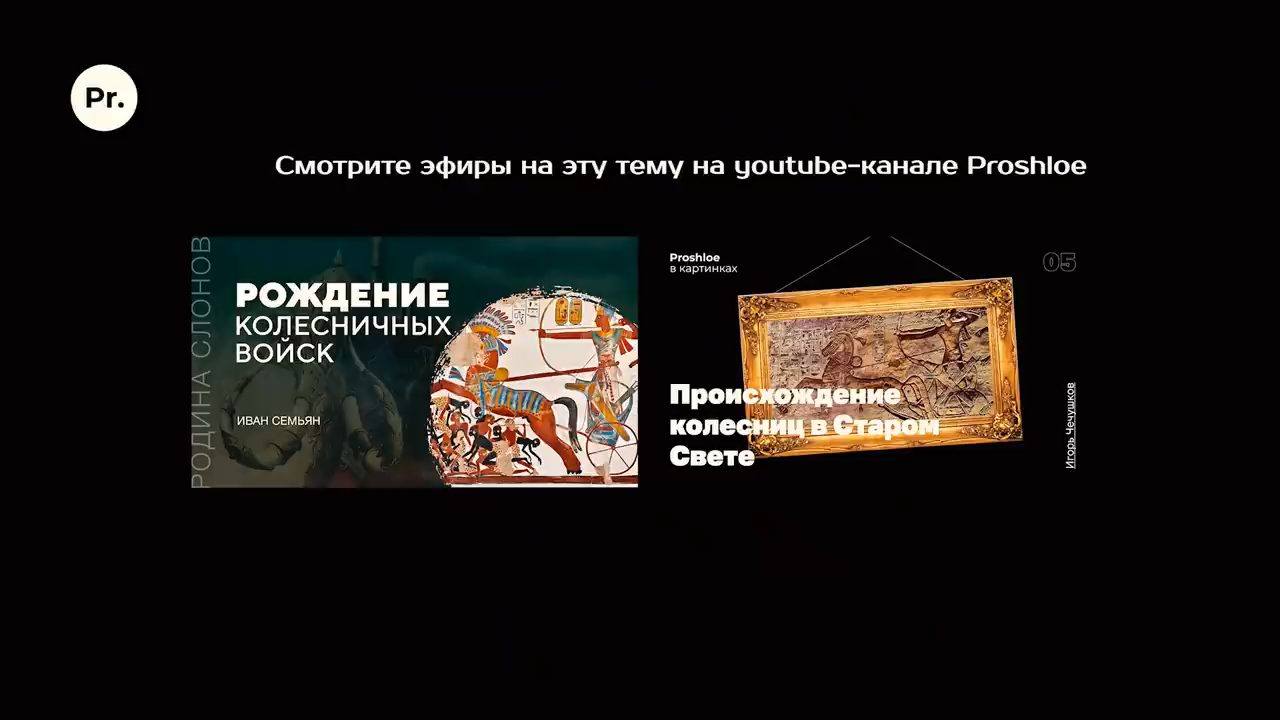 Pr.
Смотрите эфиры на эту тему на youtube-канале Proshloe
РОДИНА СЛОНОВ
РОЖДЕНИЕ
КОЛЕСНИЧНЫХ
ВОЙСК
ИВАН СЕМЬЯН
Proshloe
в картинках
05
Происхождение
колесниц в Старом
Свете
Игорь Чечушков